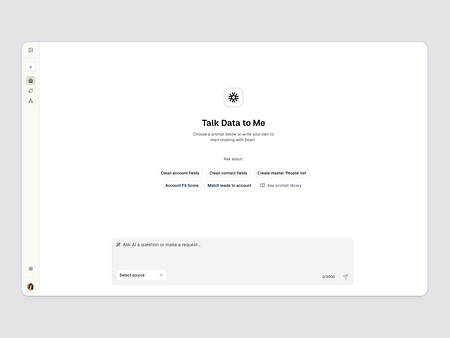 Talk Data to Me
Choose a prompt below or write your own to
start chatting with Seam
Ask about:
Clean account fields
Clean contact fields
Create master 'People' list
Account Fit Score
Match leads to account
See prompt library
Ask AI a question or make a request...
Select source
0/3000